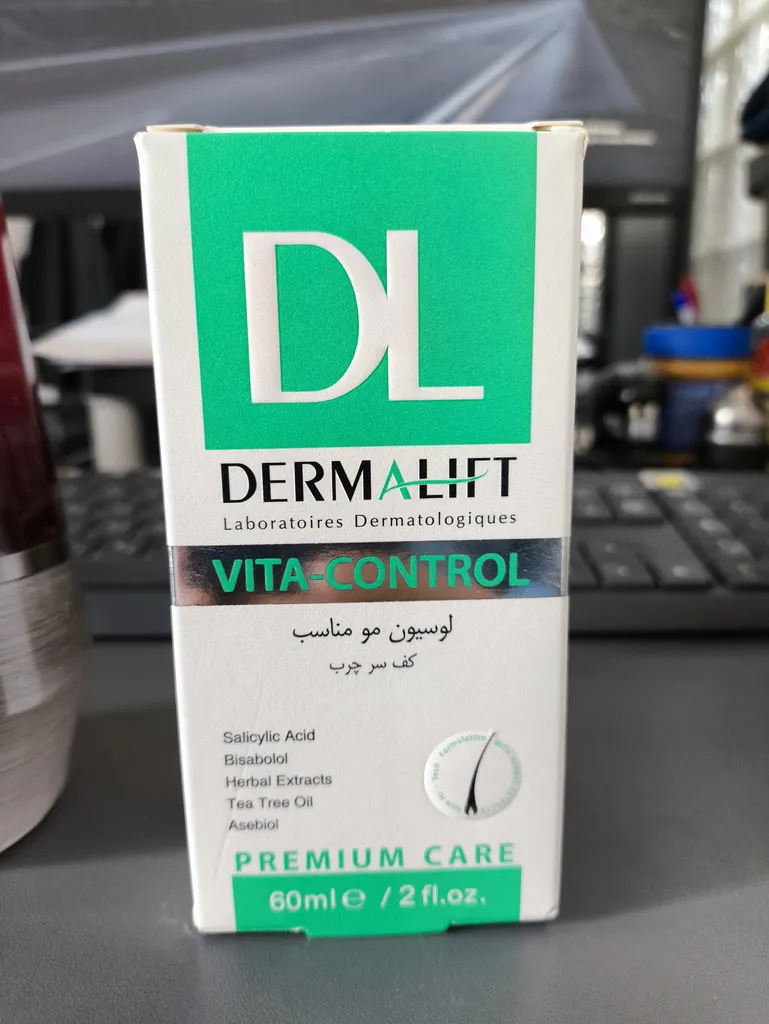 DL
DERMALIFT
Laboratoires Dermatologiques
VITA-CONTROL
لوسیون مو مناسب
کف سر چرب
Salicylic Acid
Bisabolol
Herbal Extracts
Tea Tree Oil
Asebiol
PREMIUM CARE
60ml ℮ / 2 fl.oz.